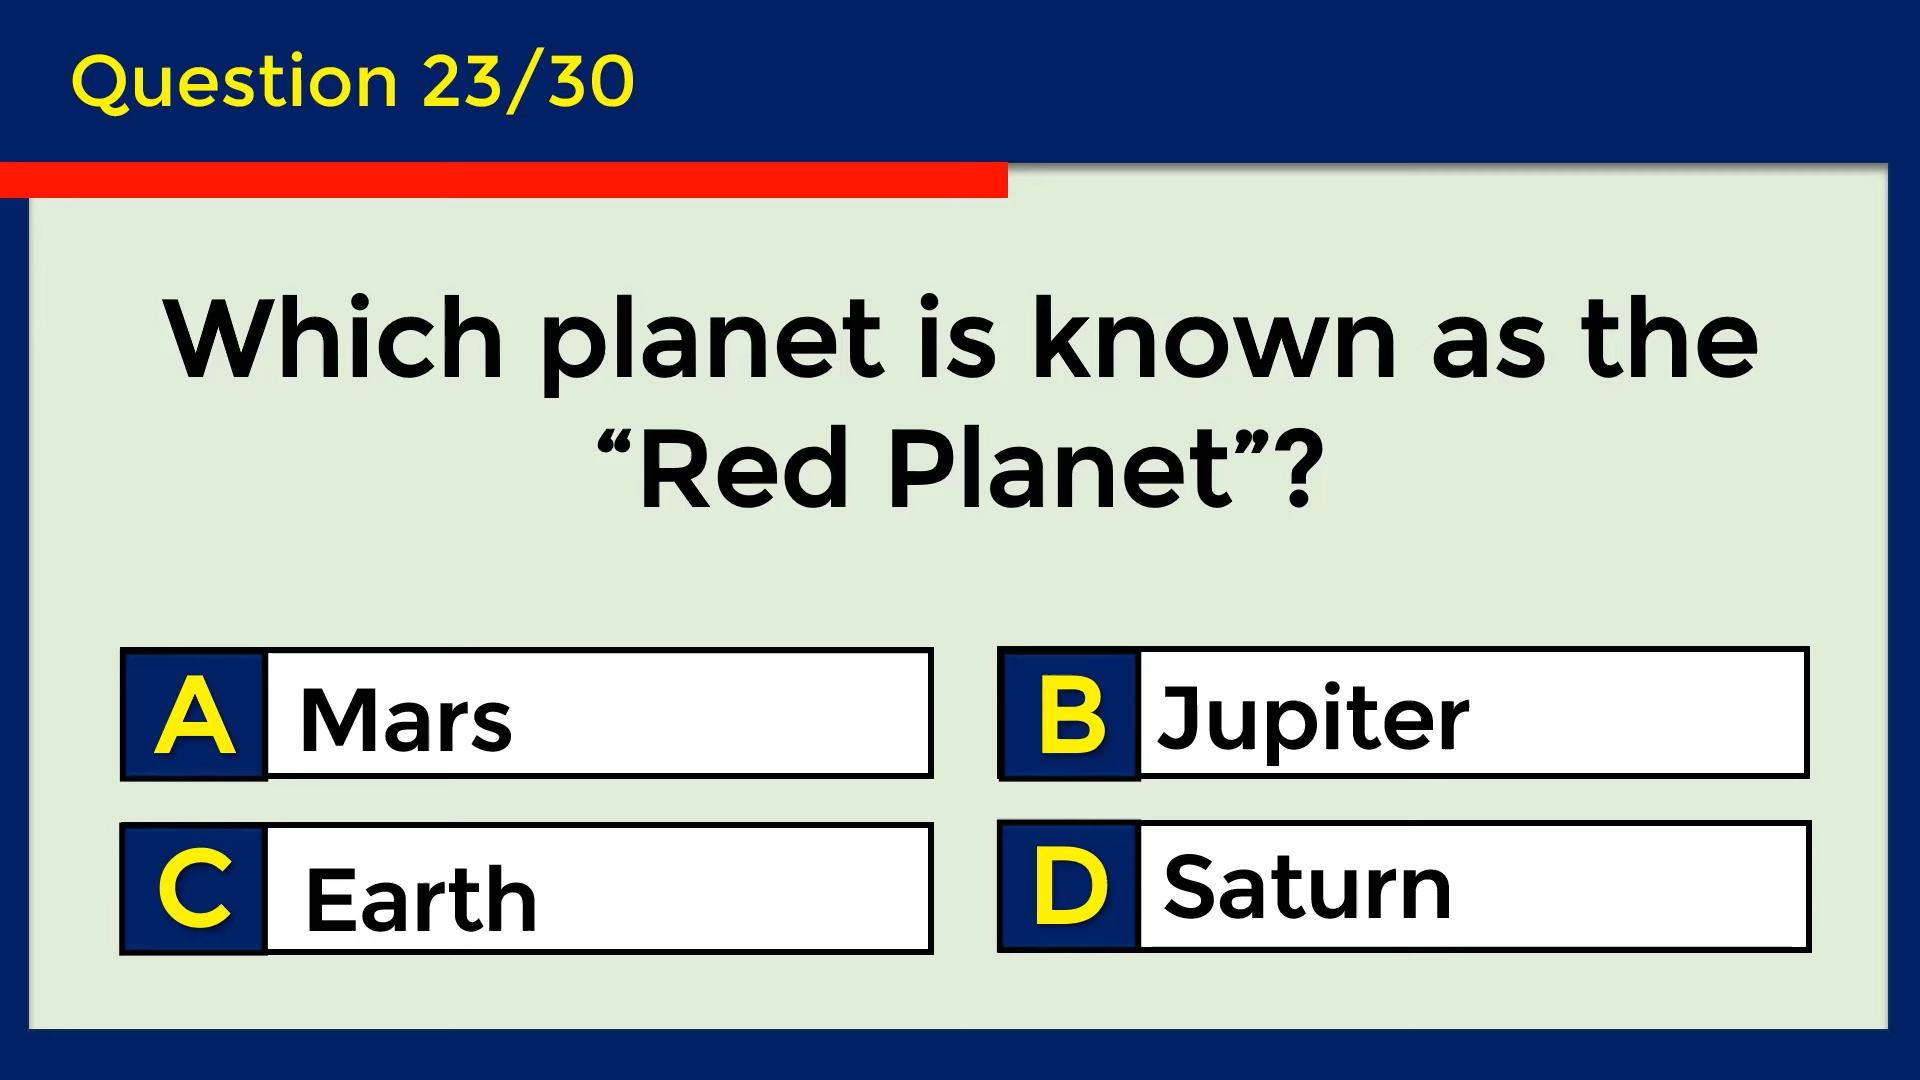 Question 23/30
Which planet is known as the
“Red Planet”?
A Mars
B Jupiter
C Earth
D Saturn